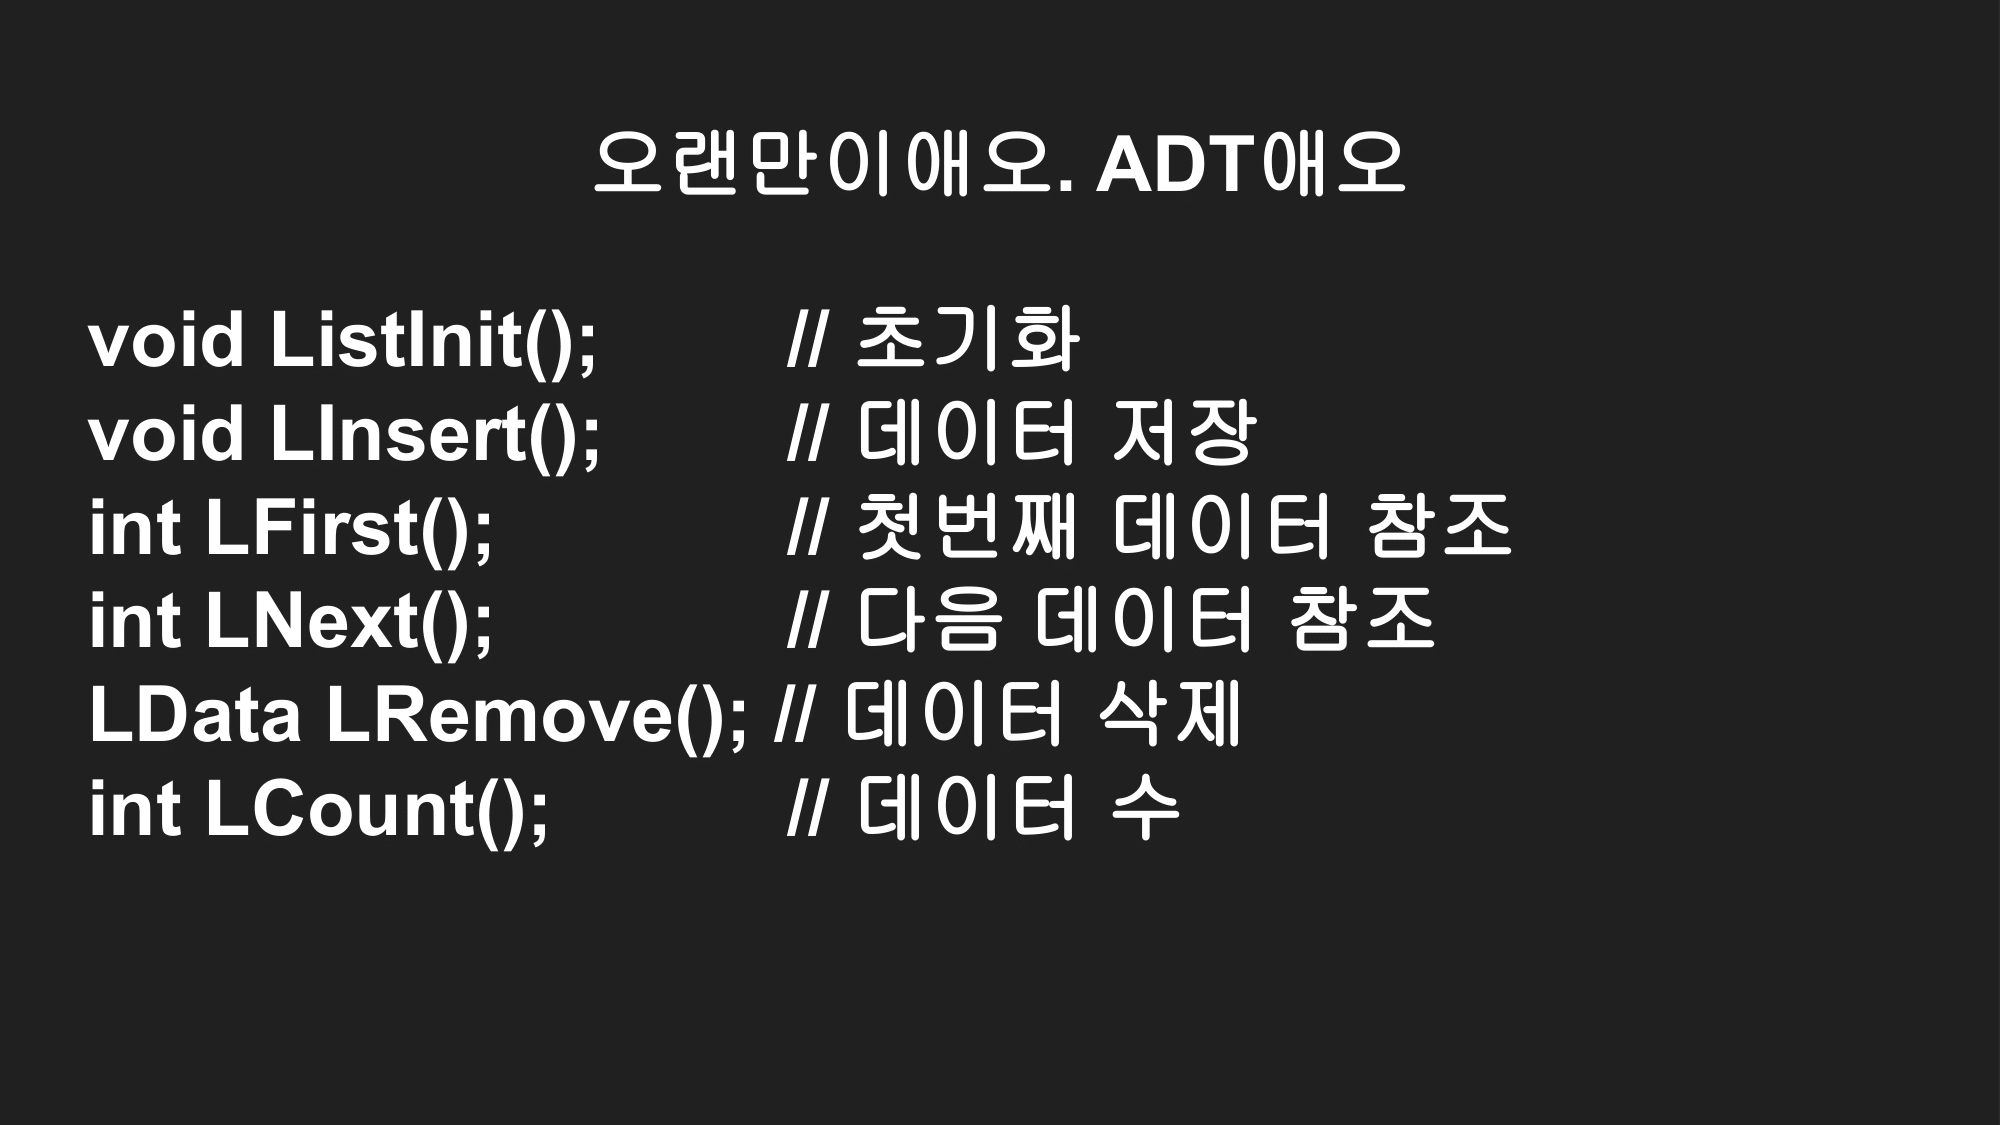 오랜만이애오. ADT애오
void ListInit(); // 초기화
void LInsert(); // 데이터 저장
int LFirst(); // 첫번째 데이터 참조
int LNext(); // 다음 데이터 참조
LData LRemove(); // 데이터 삭제
int LCount(); // 데이터 수